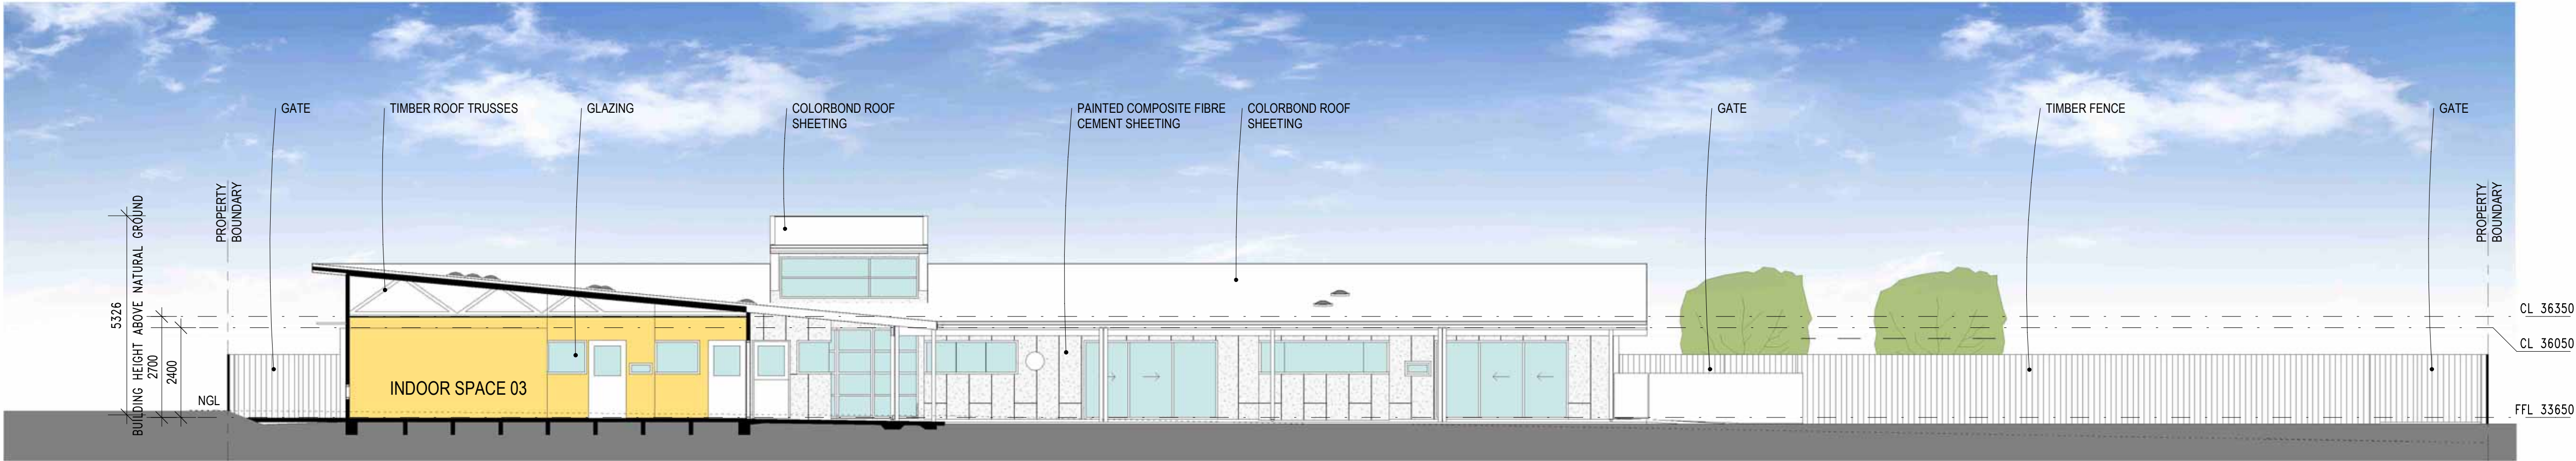 GATE
TIMBER ROOF TRUSSES
GLAZING
COLORBOND ROOF
SHEETING
PAINTED COMPOSITE FIBRE
CEMENT SHEETING
COLORBOND ROOF
SHEETING
GATE
TIMBER FENCE
GATE
PROPERTY
BOUNDARY
PROPERTY
BOUNDARY
5326
BUILDING HEIGHT ABOVE NATURAL GROUND
2700
2400
NGL
INDOOR SPACE 03
CL 36350
CL 36050
FFL 33650